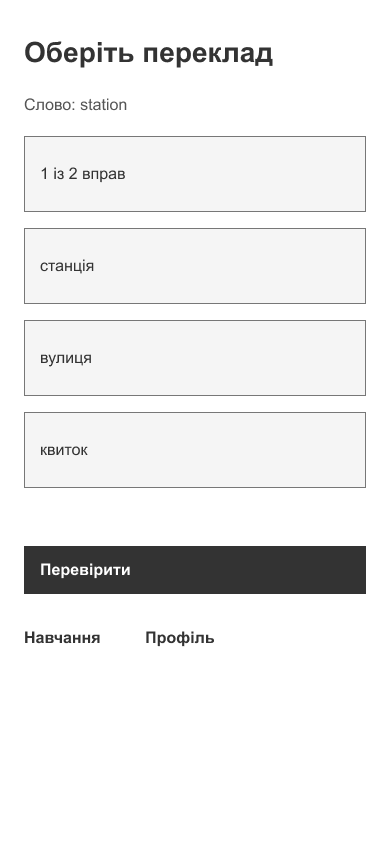 Оберіть переклад
Слово: station
1 із 2 вправ
станція
вулиця
квиток
Перевірити
Навчання
Профіль